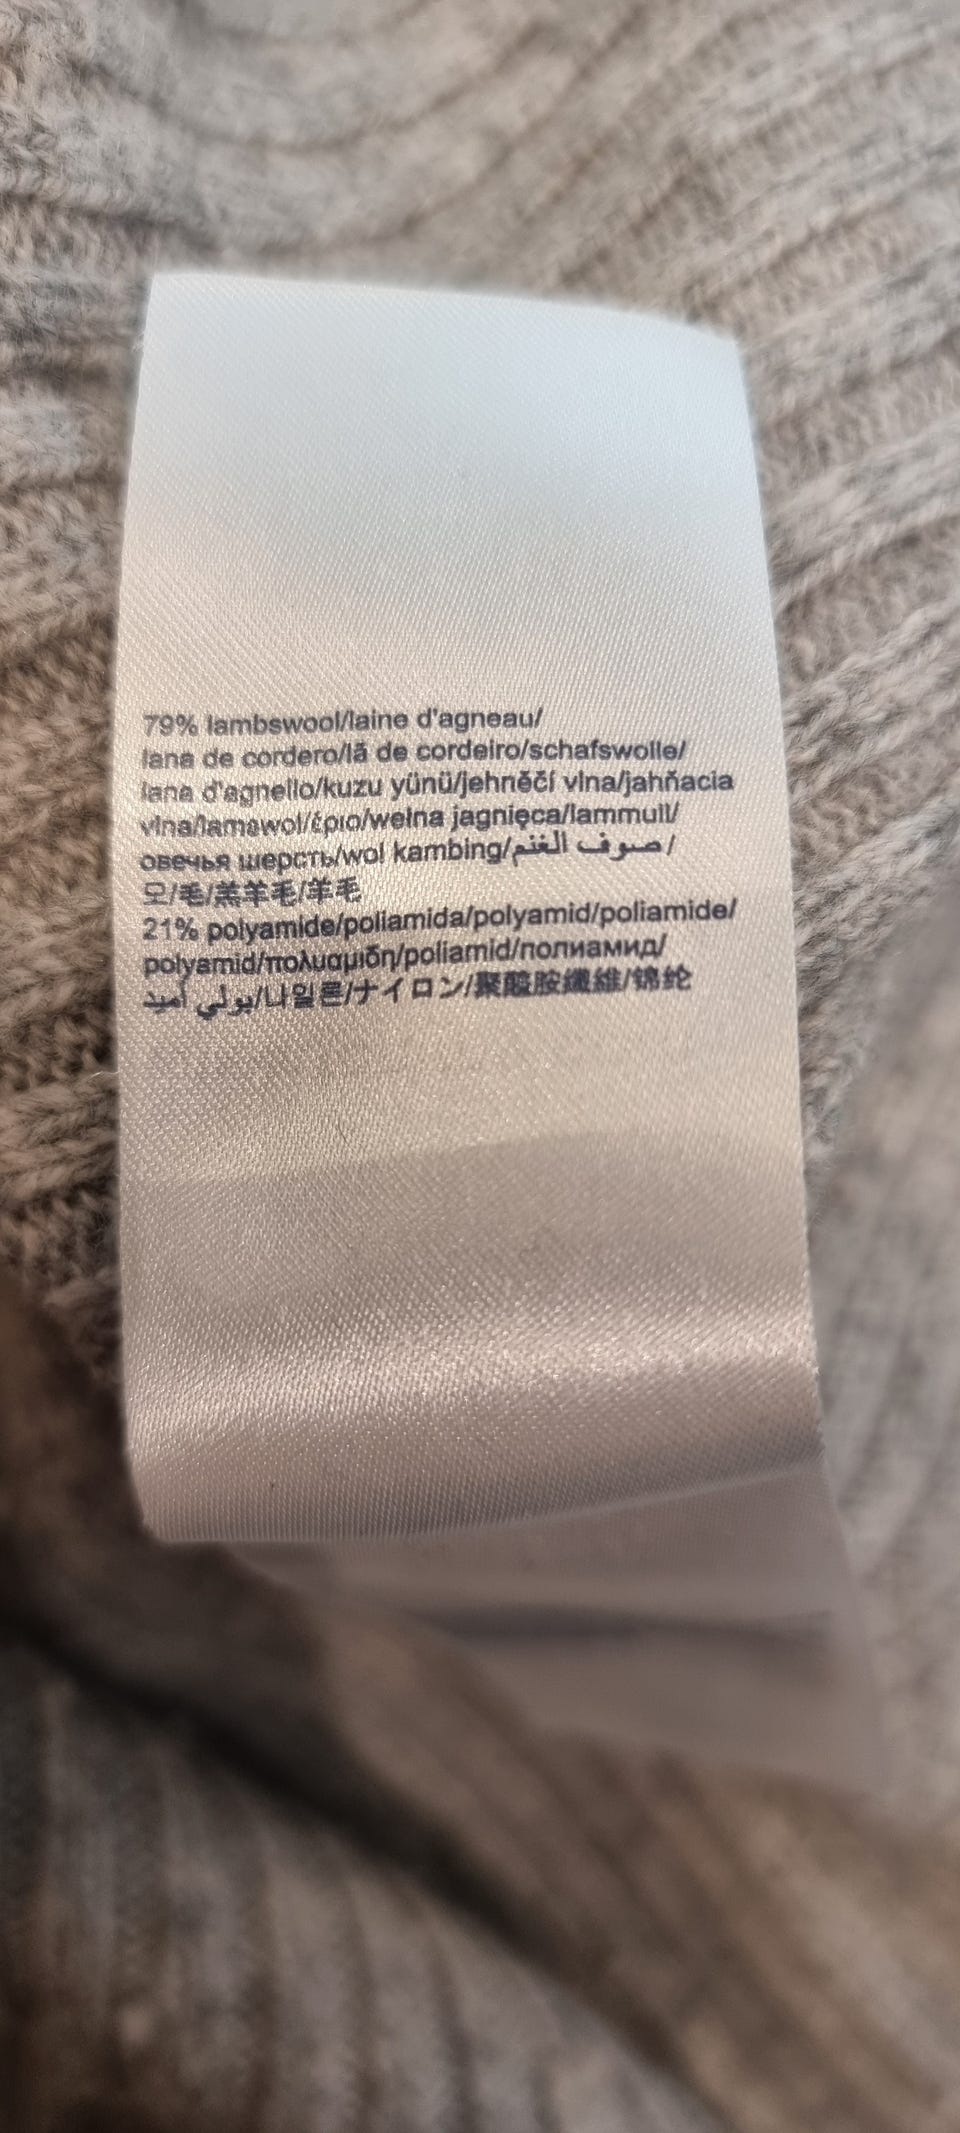 79% lambswool/laine d'agneau/
lana de cordero/lã de cordeiro/schafswolle/
lana d'agnello/kuzu yünü/jehněčí vlna/jahňacia
vlna/lamswol/έριο/wełna jagnięca/lammull/
овечья шерсть/wol kambing/صوف الغنم/
모/毛/羔羊毛/羊毛
21% polyamide/poliamida/polyamid/poliamide/
polyamid/πολυαμιδη/poliamid/полиамид/
بولي أميد/나일론/ナイロン/聚醯胺纖維/锦纶